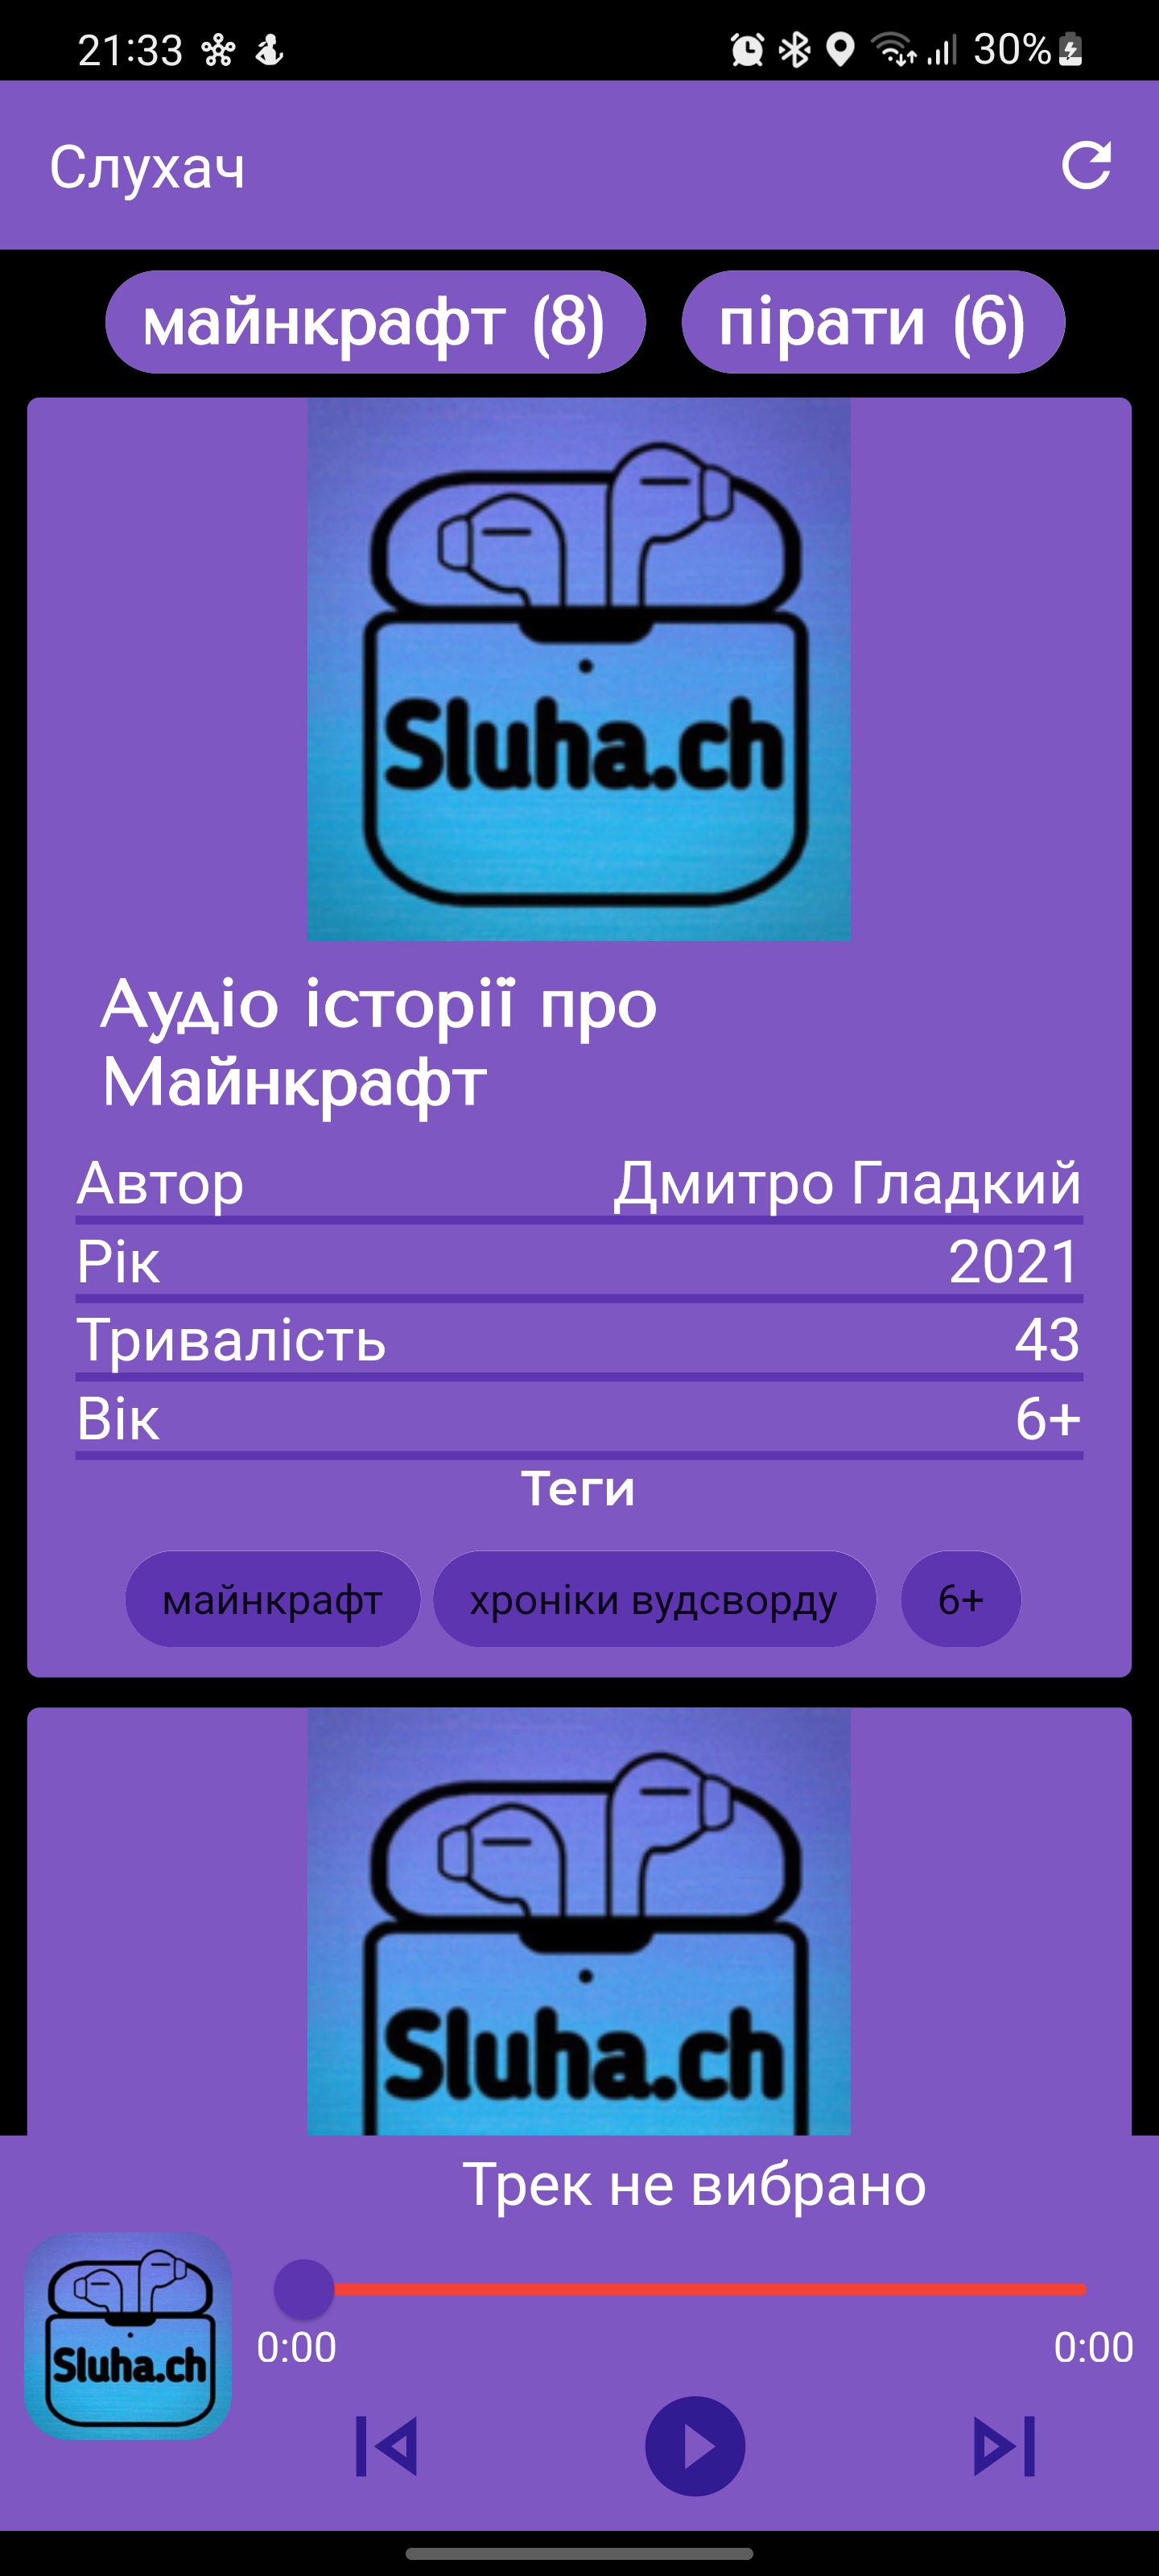 21:33
30%
Слухач
майнкрафт (8) пірати (6)
Sluha.ch
Аудіо історії про
Майнкрафт
Автор Дмитро Гладкий
Рік 2021
Тривалість 43
Вік 6+
Теги
майнкрафт хроніки вудсворду 6+
Sluha.ch
Трек не вибрано
Sluha.ch
0:00 0:00